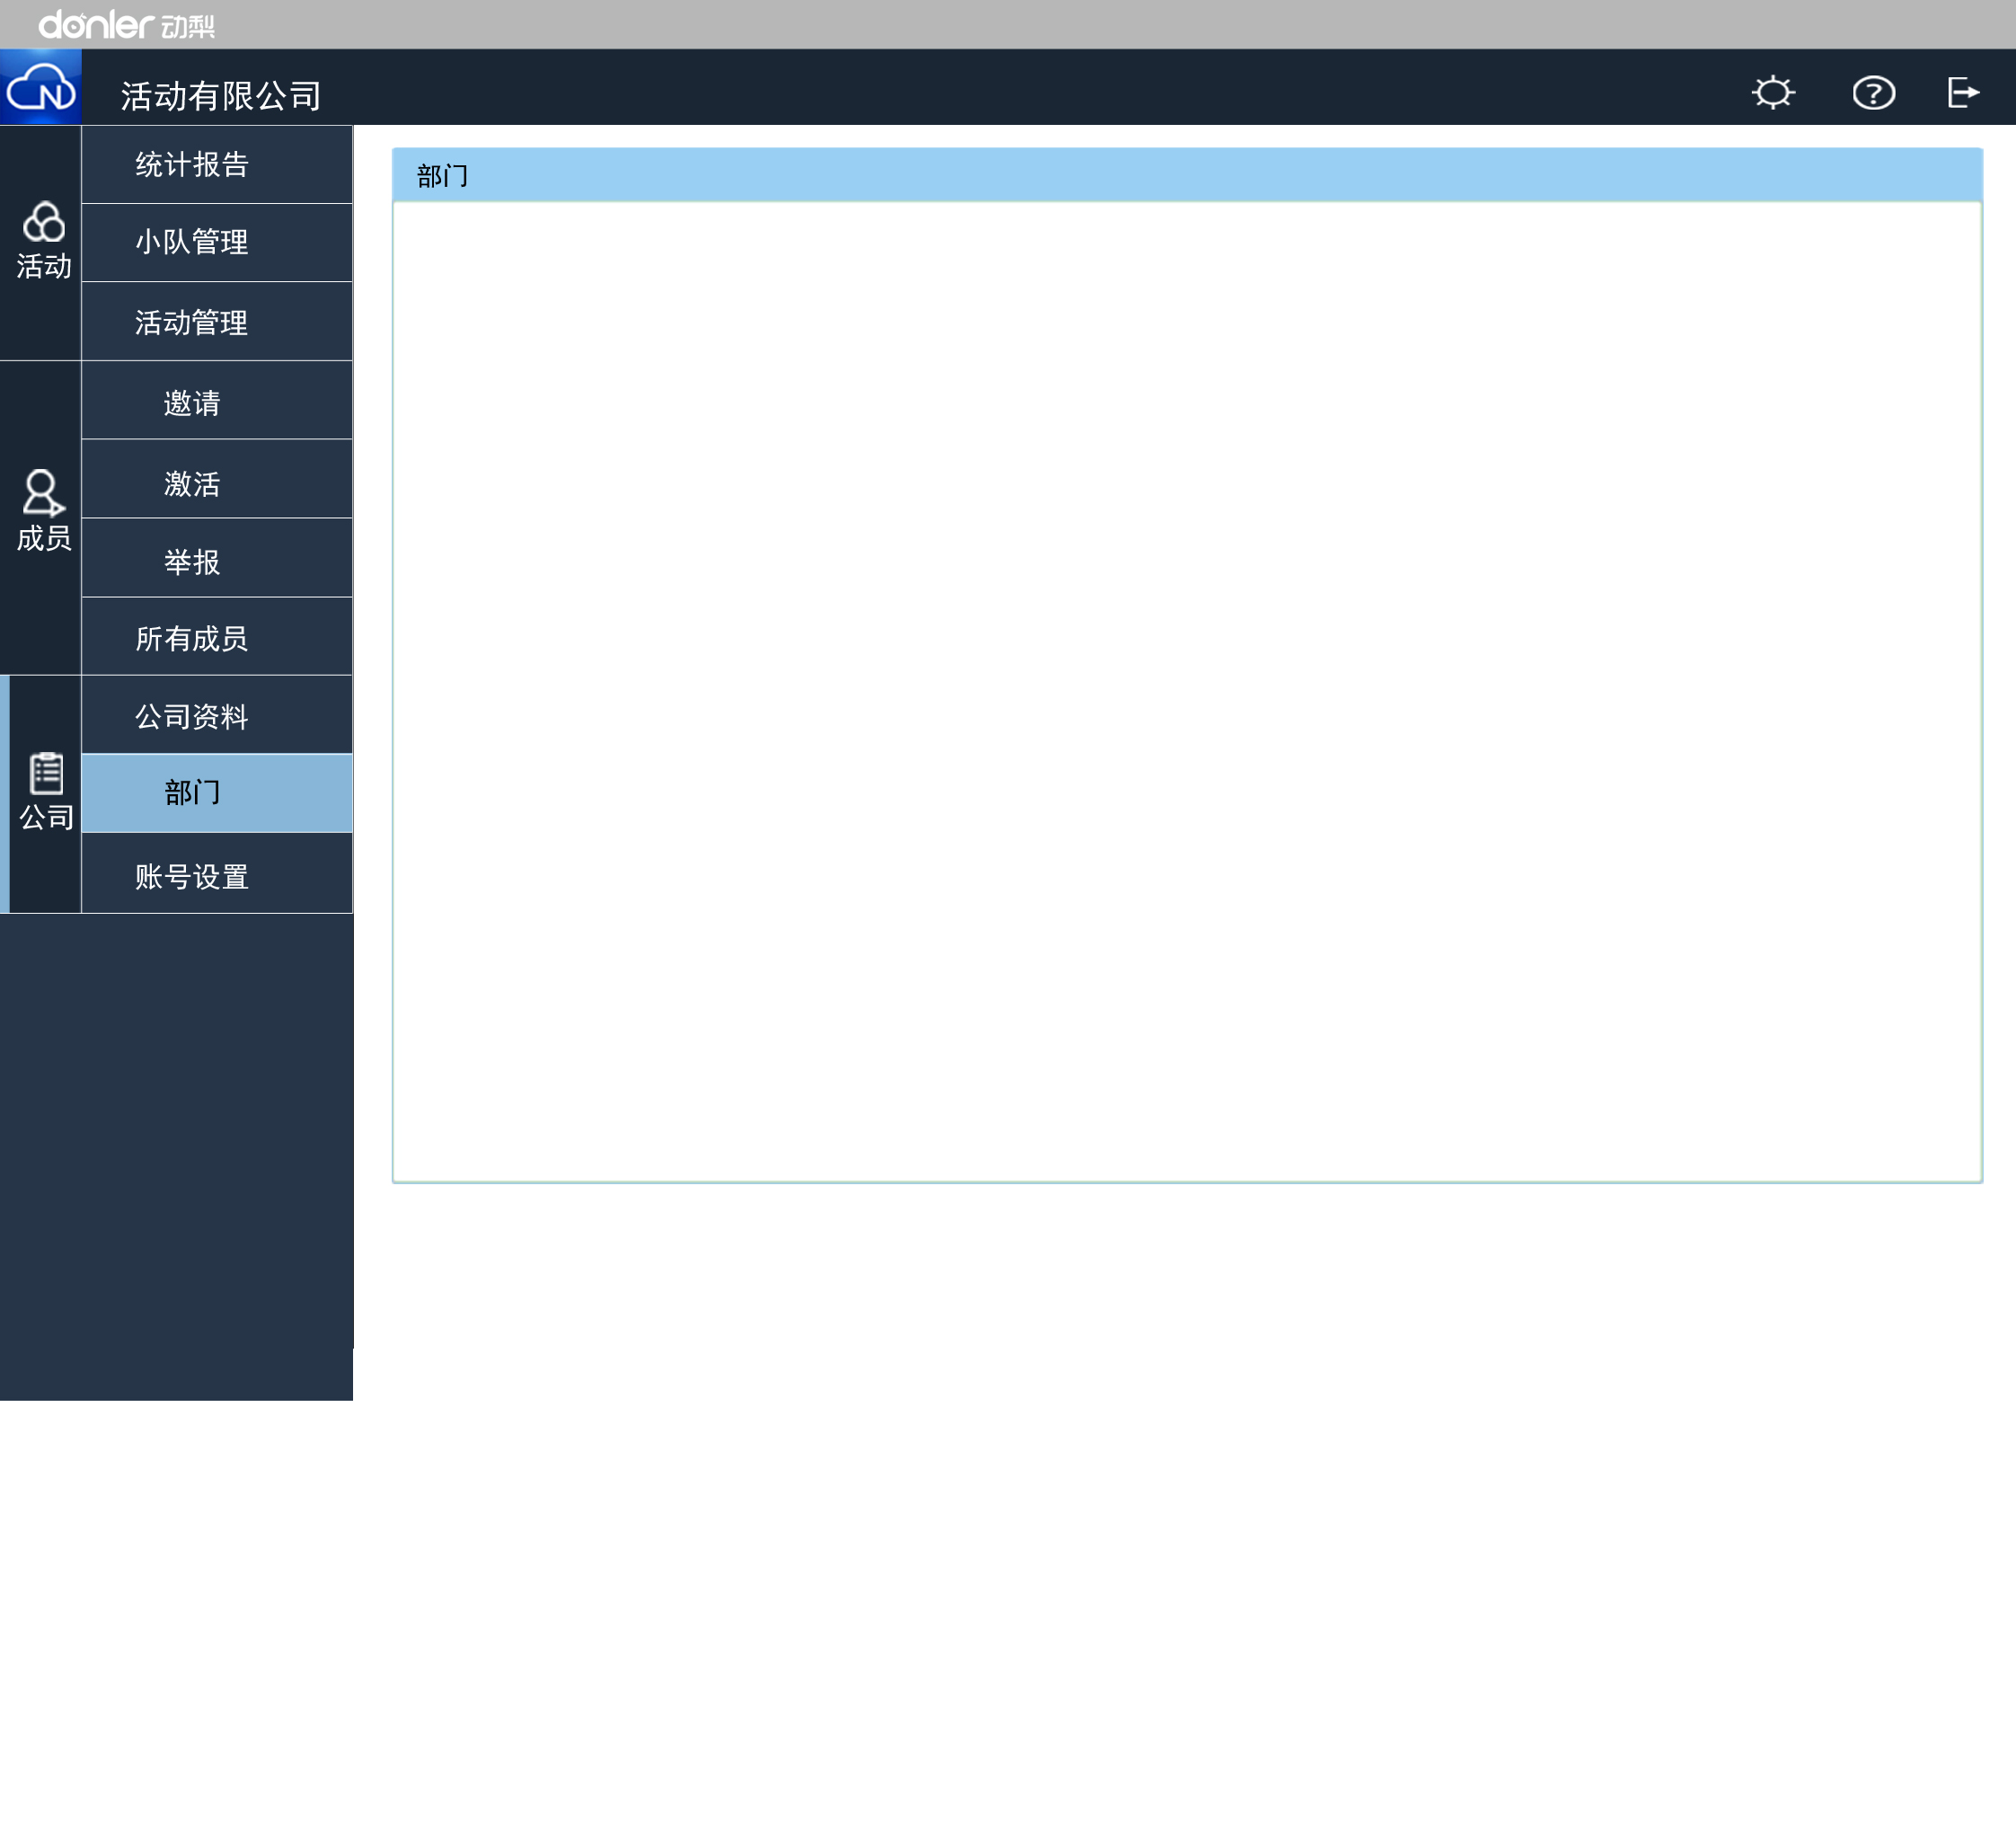 donler 动梨
活动有限公司
活动
统计报告
小队管理
活动管理
成员
邀请
激活
举报
所有成员
公司
公司资料
部门
账号设置
部门